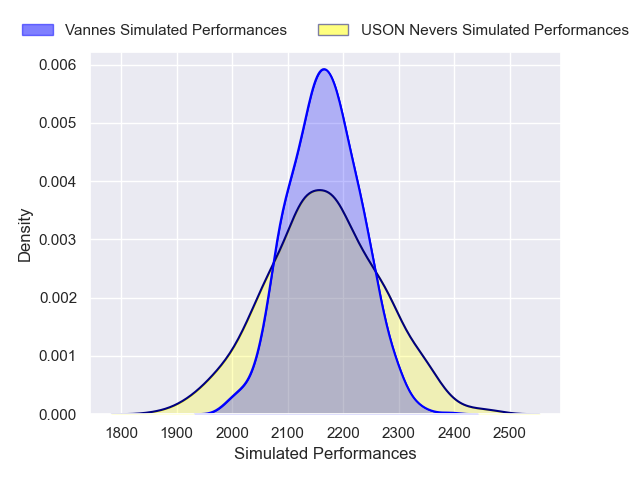 Vannes Simulated Performances USON Nevers Simulated Performances
0.006
0.005
0.004
0.003
0.002
0.001
0.000
Density
1800 1900 2000 2100 2200 2300 2400 2500
Simulated Performances